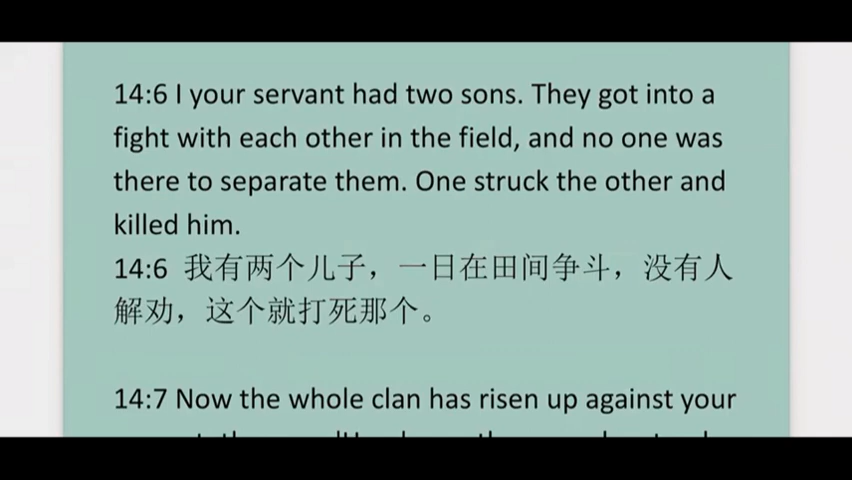 14:6 I your servant had two sons. They got into a
fight with each other in the field, and no one was
there to separate them. One struck the other and
killed him.
14:6 我有两个儿子，一日在田间争斗，没有人
解劝，这个就打死那个。
14:7 Now the whole clan has risen up against your